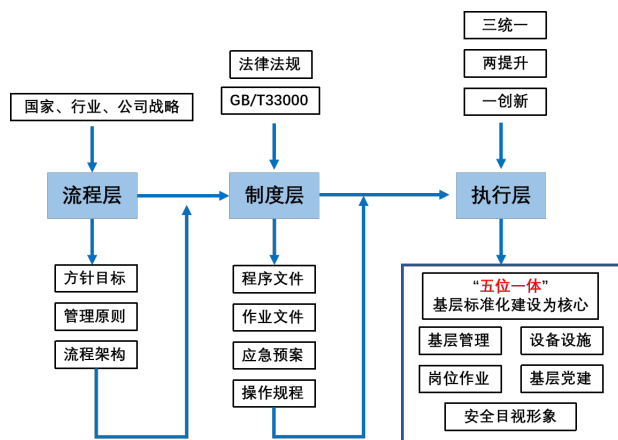 国家、行业、公司战略
流程层
方针目标
管理原则
流程架构
法律法规
GB/T33000
制度层
程序文件
作业文件
应急预案
操作规程
三统一
两提升
一创新
执行层
“五位一体”
基层标准化建设为核心
基层管理
设备设施
岗位作业
基层党建
安全目视形象